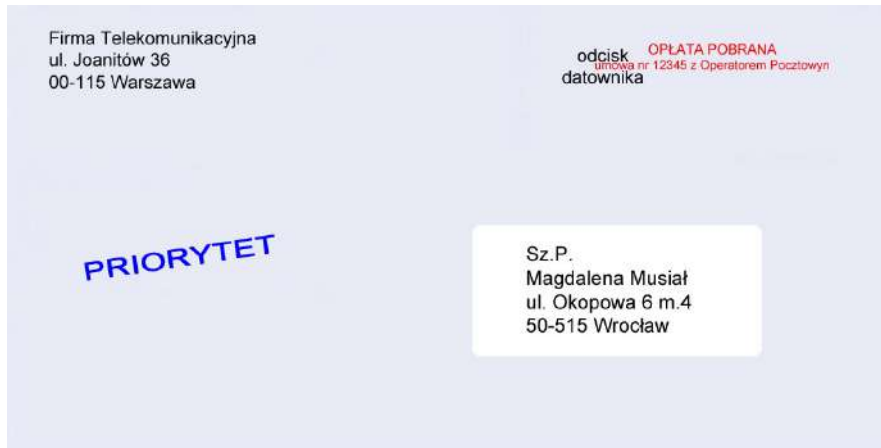 Firma Telekomunikacyjna
ul. Joanitów 36
00-115 Warszawa
odcisk
datownika
OPŁATA POBRANA
umowa nr 12345 z Operatorem Pocztowyn
PRIORYTET
Sz.P.
Magdalena Musiał
ul. Okopowa 6 m.4
50-515 Wrocław